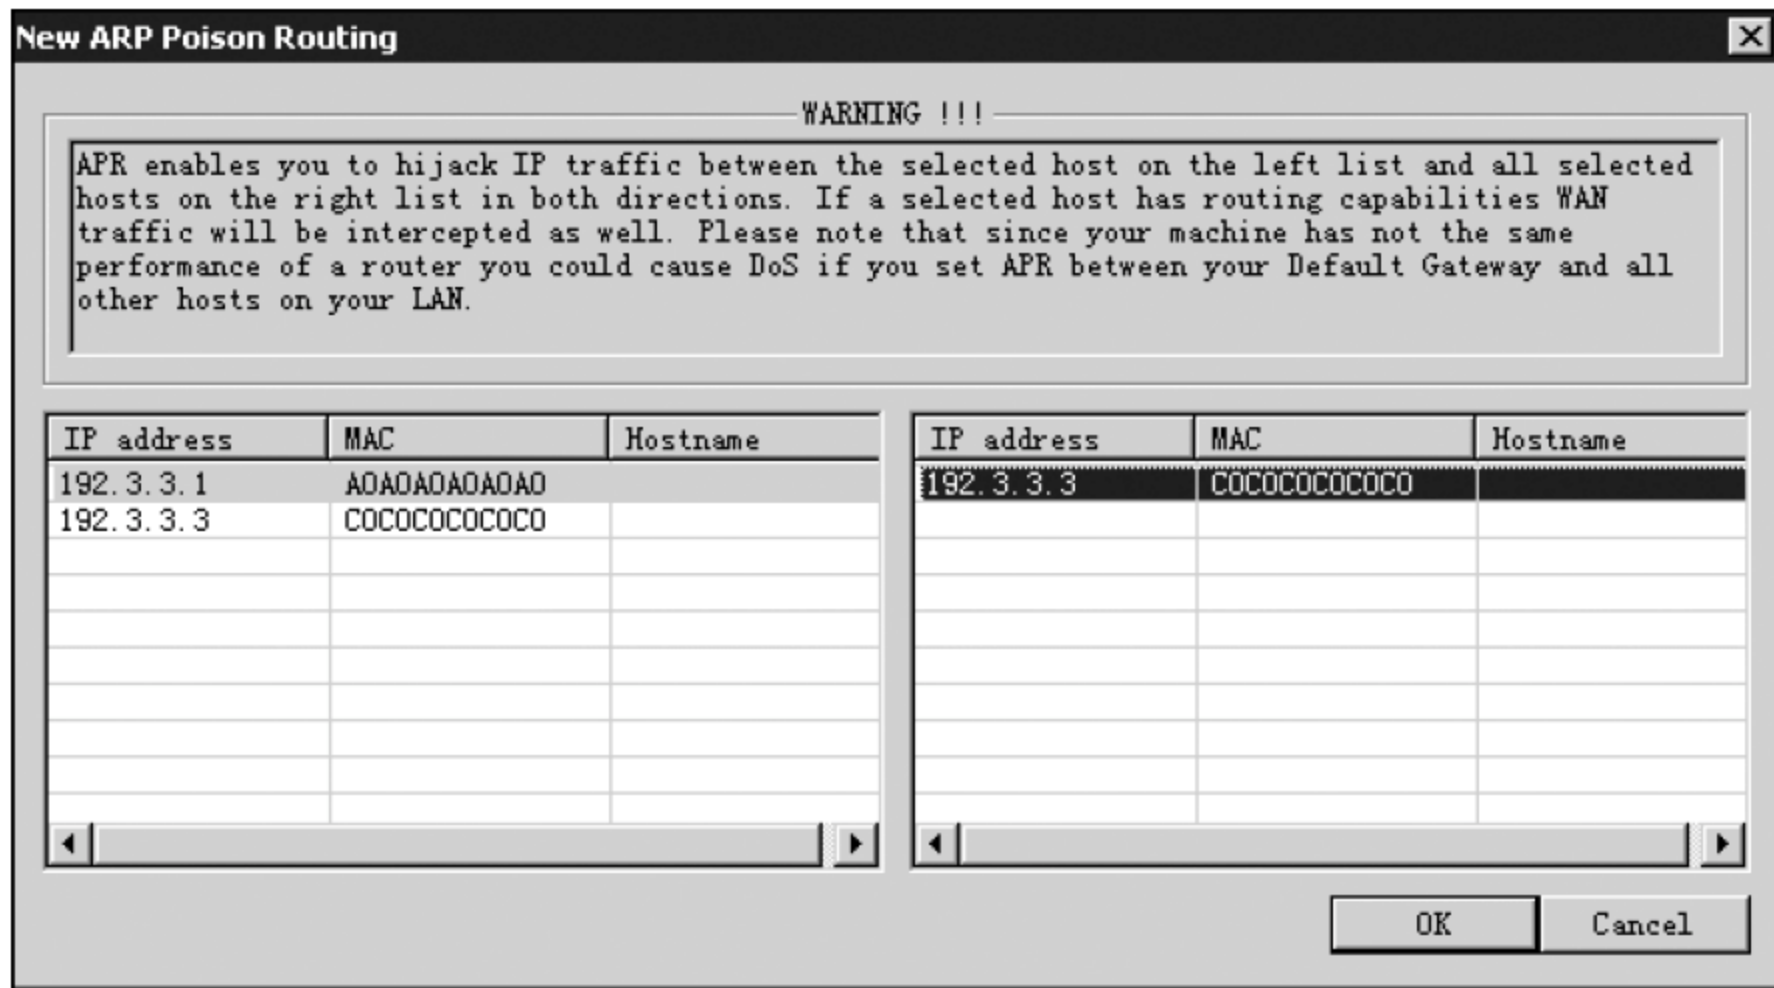 New ARP Poison Routing
WARNING !!!
APR enables you to hijack IP traffic between the selected host on the left list and all selected
hosts on the right list in both directions. If a selected host has routing capabilities WAN
traffic will be intercepted as well. Please note that since your machine has not the same
performance of a router you could cause DoS if you set APR between your Default Gateway and all
other hosts on your LAN.
IP address MAC Hostname
192.3.3.1 A0A0A0A0A0A0
192.3.3.3 C0C0C0C0C0C0
IP address MAC Hostname
192.3.3.3 C0C0C0C0C0C0
OK Cancel